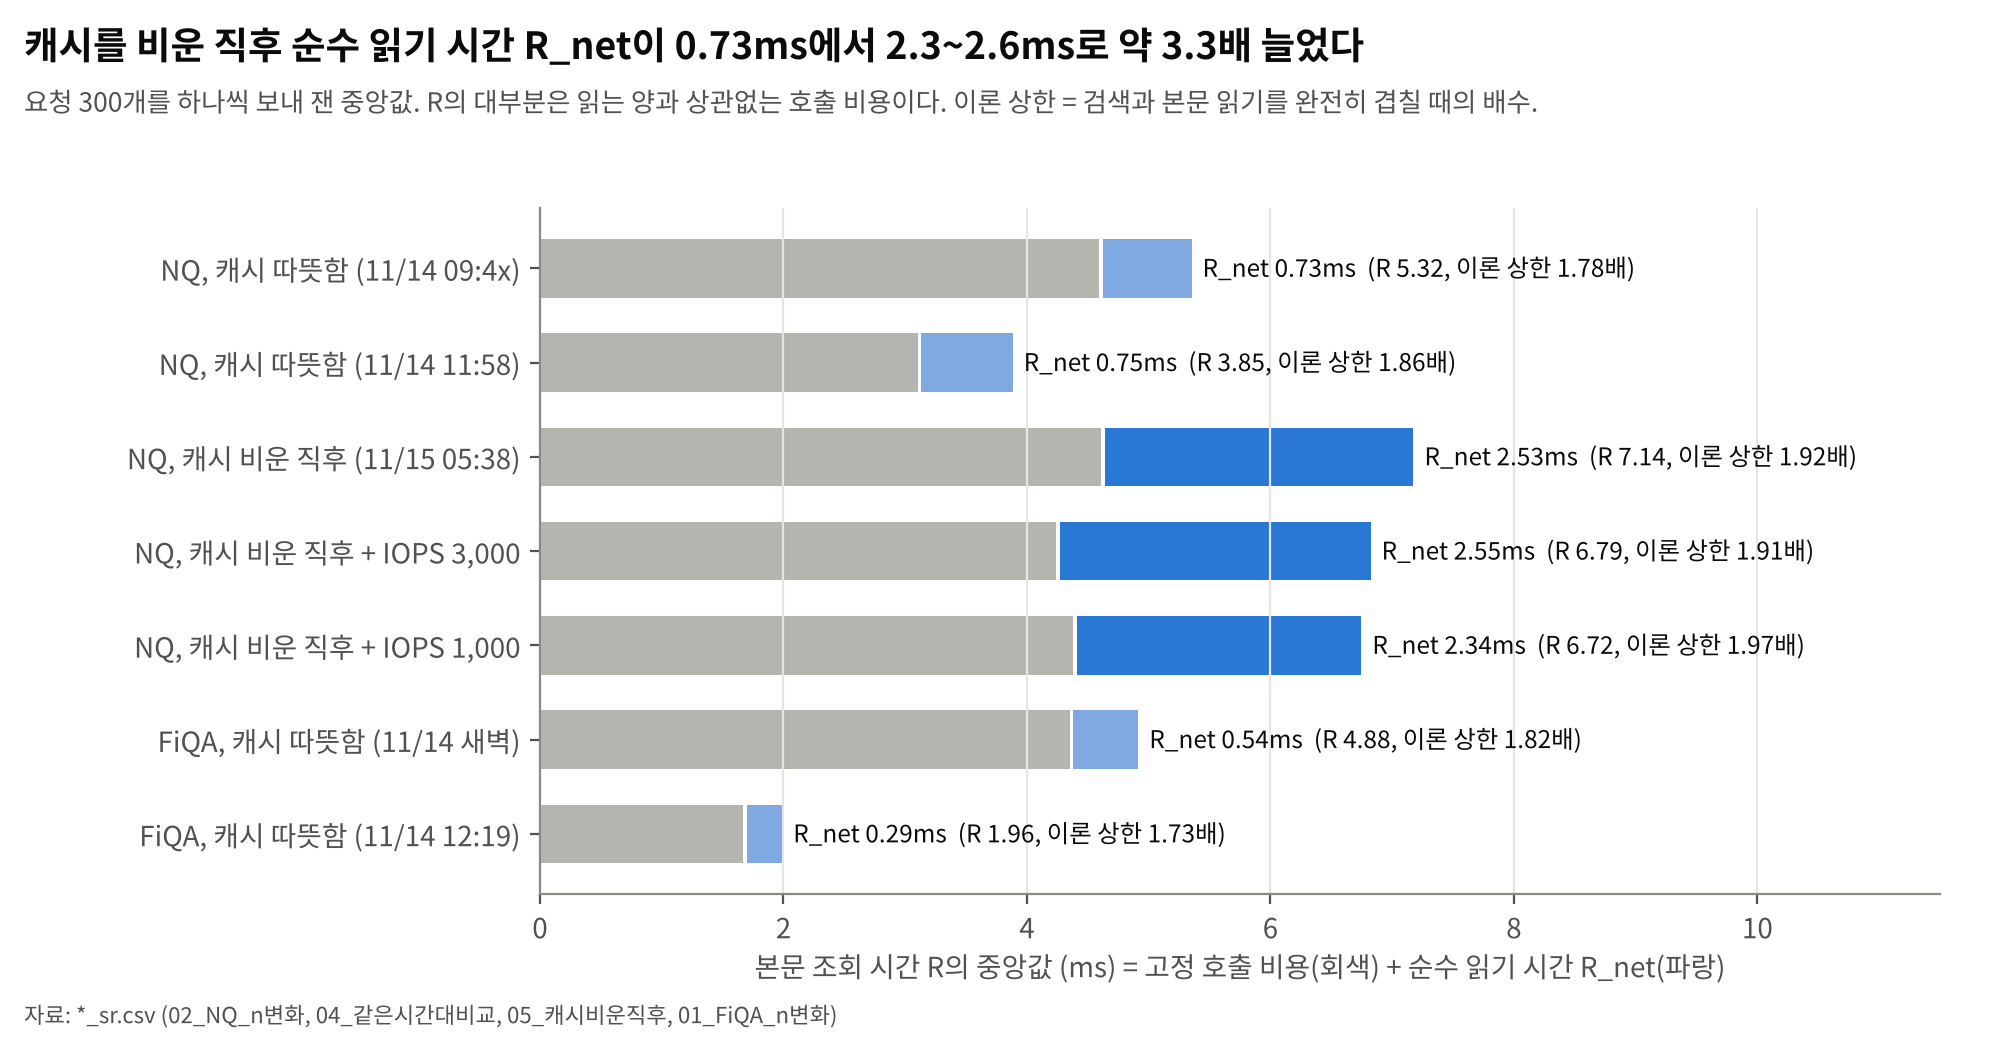 캐시를 비운 직후 순수 읽기 시간 R_net이 0.73ms에서 2.3~2.6ms로 약 3.3배 늘었다
요청 300개를 하나씩 보내 잰 중앙값. R의 대부분은 읽는 양과 상관없는 호출 비용이다. 이론 상한 = 검색과 본문 읽기를 완전히 겹칠 때의 배수.
NQ, 캐시 따뜻함 (11/14 09:4x)
R_net 0.73ms (R 5.32, 이론 상한 1.78배)
NQ, 캐시 따뜻함 (11/14 11:58)
R_net 0.75ms (R 3.85, 이론 상한 1.86배)
NQ, 캐시 비운 직후 (11/15 05:38)
R_net 2.53ms (R 7.14, 이론 상한 1.92배)
NQ, 캐시 비운 직후 + IOPS 3,000
R_net 2.55ms (R 6.79, 이론 상한 1.91배)
NQ, 캐시 비운 직후 + IOPS 1,000
R_net 2.34ms (R 6.72, 이론 상한 1.97배)
FiQA, 캐시 따뜻함 (11/14 새벽)
R_net 0.54ms (R 4.88, 이론 상한 1.82배)
FiQA, 캐시 따뜻함 (11/14 12:19)
R_net 0.29ms (R 1.96, 이론 상한 1.73배)
0 2 4 6 8 10
본문 조회 시간 R의 중앙값 (ms) = 고정 호출 비용(회색) + 순수 읽기 시간 R_net(파랑)
자료: *_sr.csv (02_NQ_n변화, 04_같은시간대비교, 05_캐시비운직후, 01_FiQA_n변화)